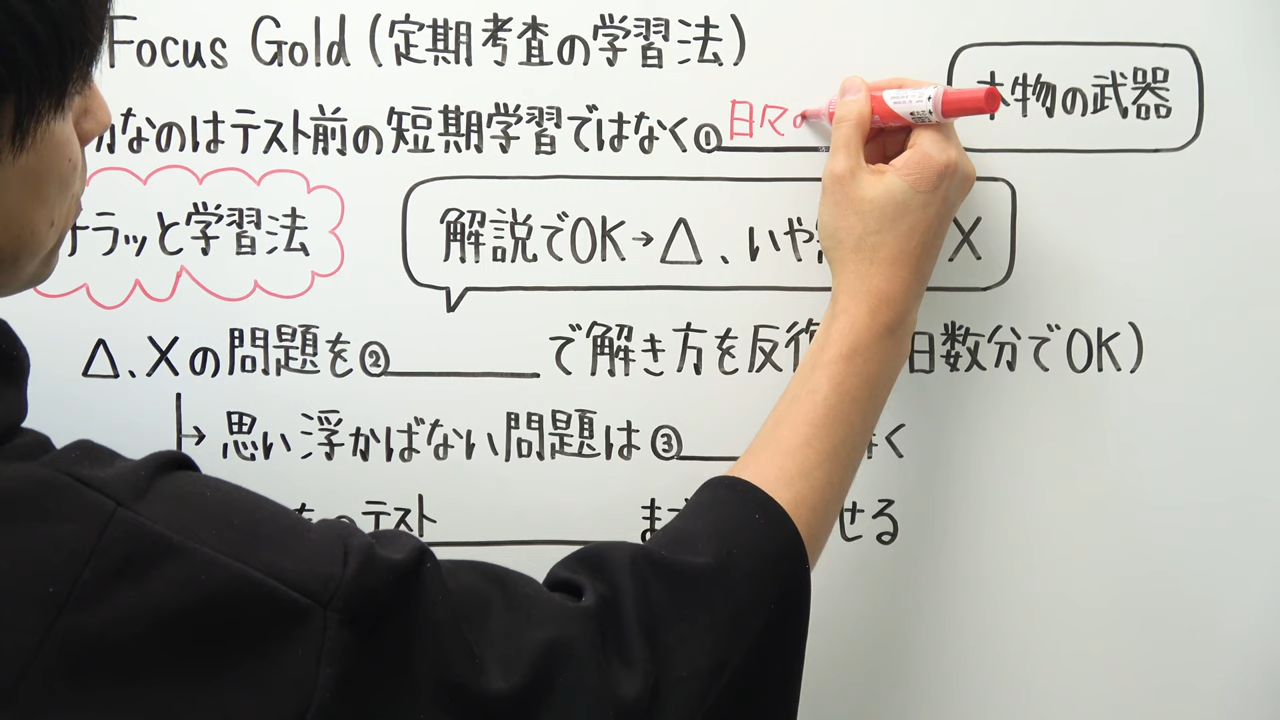 Focus Gold (定期考査の学習法)
なのはテスト前の短期学習ではなく① 日々の
本物の武器
チラッと学習法
解説でOK→△、いや X
△、Xの問題を② で解き方を反復 日数分でOK)
思い浮かばない問題は③ く
テスト ま せる